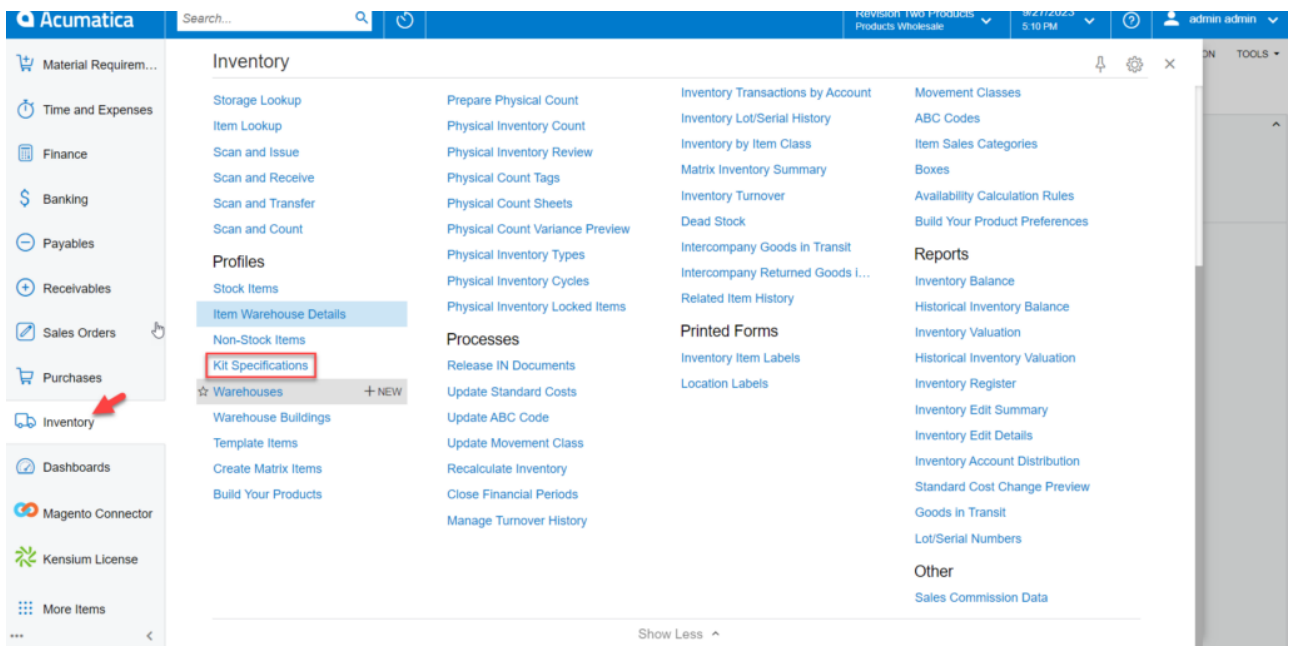 Acumatica
Search...
Revision Two Products
Products Wholesale
9/27/2023
5:10 PM
admin admin
TOOLS
Material Requirem...
Time and Expenses
Finance
Banking
Payables
Receivables
Sales Orders
Purchases
Inventory
Dashboards
Magento Connector
Kensium License
More Items
Inventory
Storage Lookup
Item Lookup
Scan and Issue
Scan and Receive
Scan and Transfer
Scan and Count
Profiles
Stock Items
Item Warehouse Details
Non-Stock Items
Kit Specifications
Warehouses
NEW
Warehouse Buildings
Template Items
Create Matrix Items
Build Your Products
Prepare Physical Count
Physical Inventory Count
Physical Inventory Review
Physical Count Tags
Physical Count Sheets
Physical Count Variance Preview
Physical Inventory Types
Physical Inventory Cycles
Physical Inventory Locked Items
Processes
Release IN Documents
Update Standard Costs
Update ABC Code
Update Movement Class
Recalculate Inventory
Close Financial Periods
Manage Turnover History
Inventory Transactions by Account
Inventory Lot/Serial History
Inventory by Item Class
Matrix Inventory Summary
Inventory Turnover
Dead Stock
Intercompany Goods in Transit
Intercompany Returned Goods i...
Related Item History
Printed Forms
Inventory Item Labels
Location Labels
Movement Classes
ABC Codes
Item Sales Categories
Boxes
Availability Calculation Rules
Build Your Product Preferences
Reports
Inventory Balance
Historical Inventory Balance
Inventory Valuation
Historical Inventory Valuation
Inventory Register
Inventory Edit Summary
Inventory Edit Details
Inventory Account Distribution
Standard Cost Change Preview
Goods in Transit
Lot/Serial Numbers
Other
Sales Commission Data
Show Less